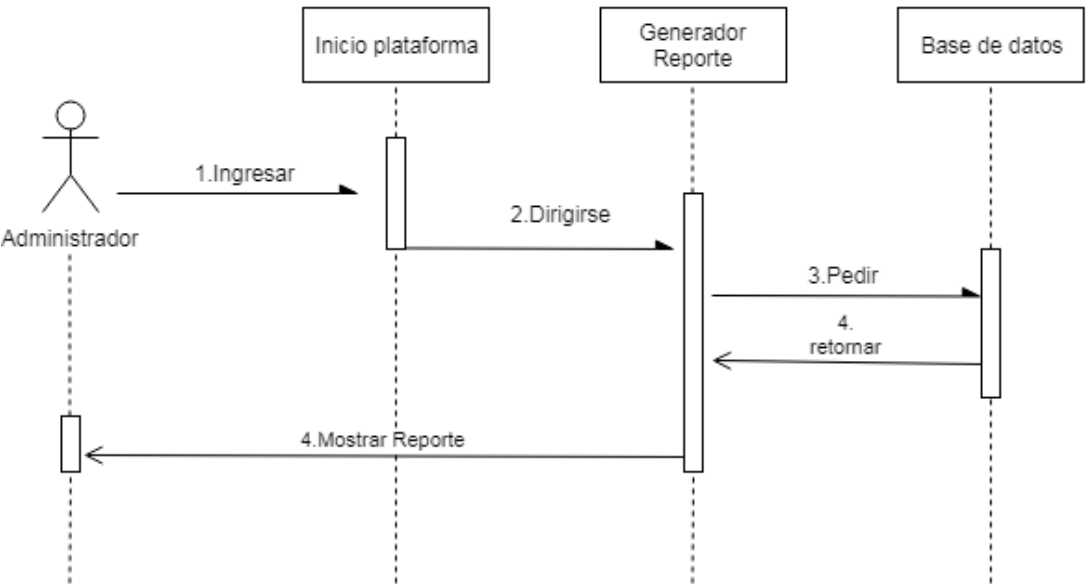 Inicio plataforma
Generador
Reporte
Base de datos
Administrador
1.Ingresar
2.Dirigirse
3.Pedir
4.
retornar
4.Mostrar Reporte